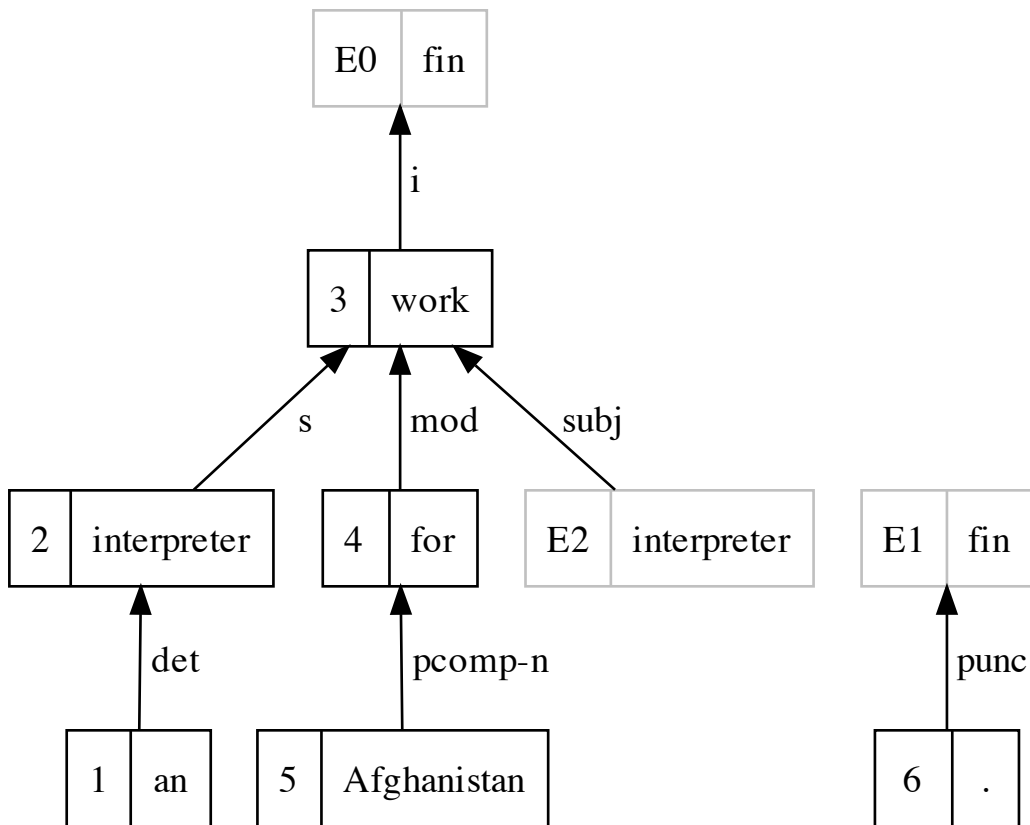 E0 fin
i
3 work
s mod subj
2 interpreter 4 for E2 interpreter E1 fin
det pcomp-n punc
1 an 5 Afghanistan 6 .